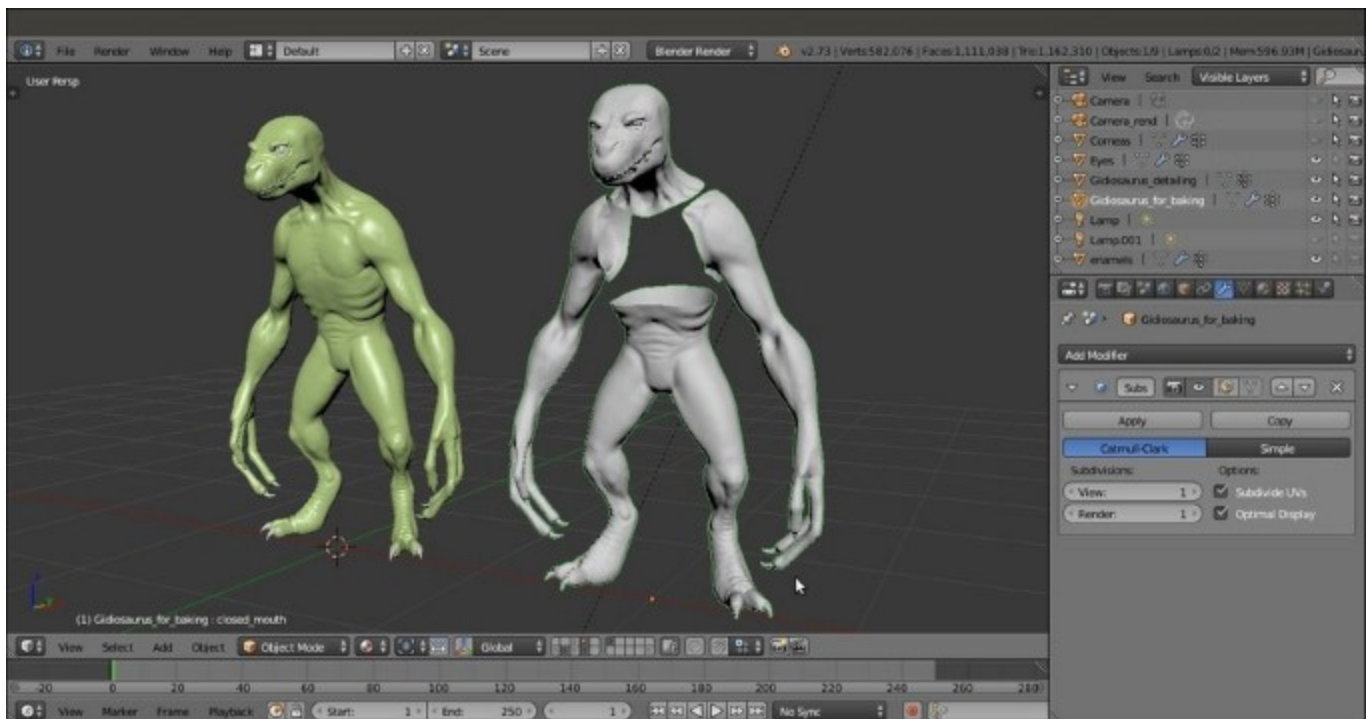 File Render Window Help Default Scene Blender Render v2.73 | Verts:582,076 | Faces:1,111,038 | Tris:1,162,310 | Objects:1/9 | Lamps:0/2 | Mem:596.93M | Gidiosaur
User Persp
View Search Visible Layers
Camera
Camera_rend
Corneas
Eyes
Gidiosaurus_detailing
Gidiosaurus_for_baking
Lamp
Lamp.001
enamels
Gidiosaurus_for_baking
Add Modifier
Subs
Apply Copy
Catmull-Clark Simple
Subdivisions: Options:
View: 1 Subdivide UVs
Render: 1 Optimal Display
(1) Gidiosaurus_for_baking : closed_mouth
View Select Add Object Object Mode Global
-20 0 20 40 60 80 100 120 140 160 180 200 220 240 260 280
View Marker Frame Playback Start: 1 End: 250 1 No Sync